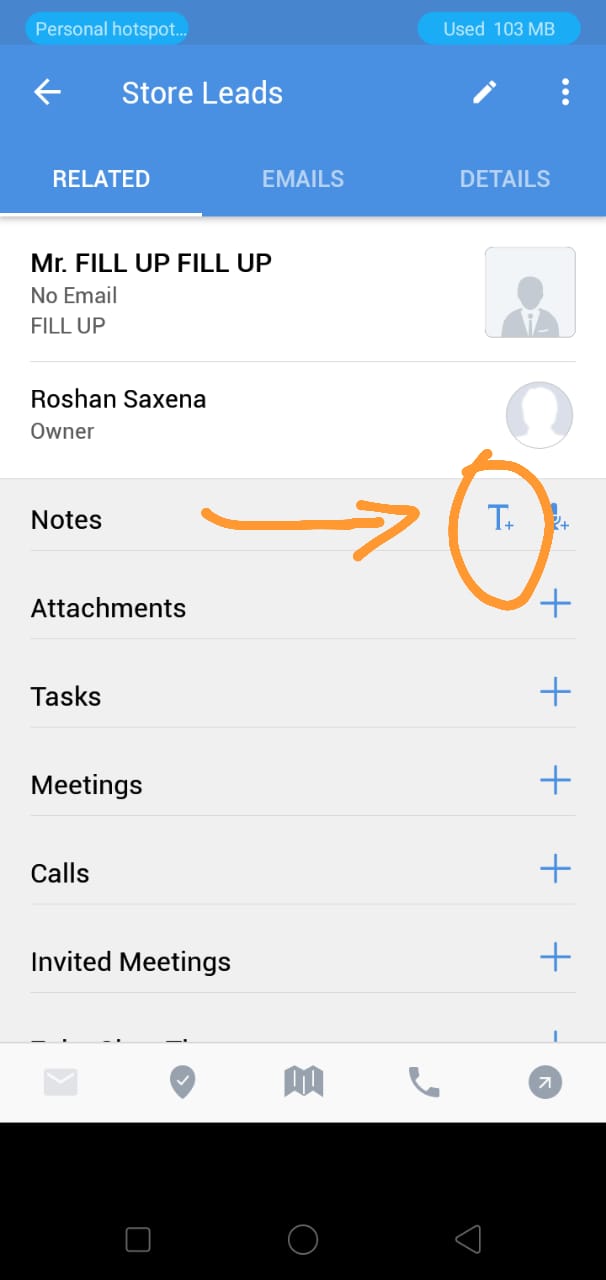 Personal hotspot... Used 103 MB
Store Leads
RELATED EMAILS DETAILS
Mr. FILL UP FILL UP
No Email
FILL UP
Roshan Saxena
Owner
Notes T+
Attachments
Tasks
Meetings
Calls
Invited Meetings